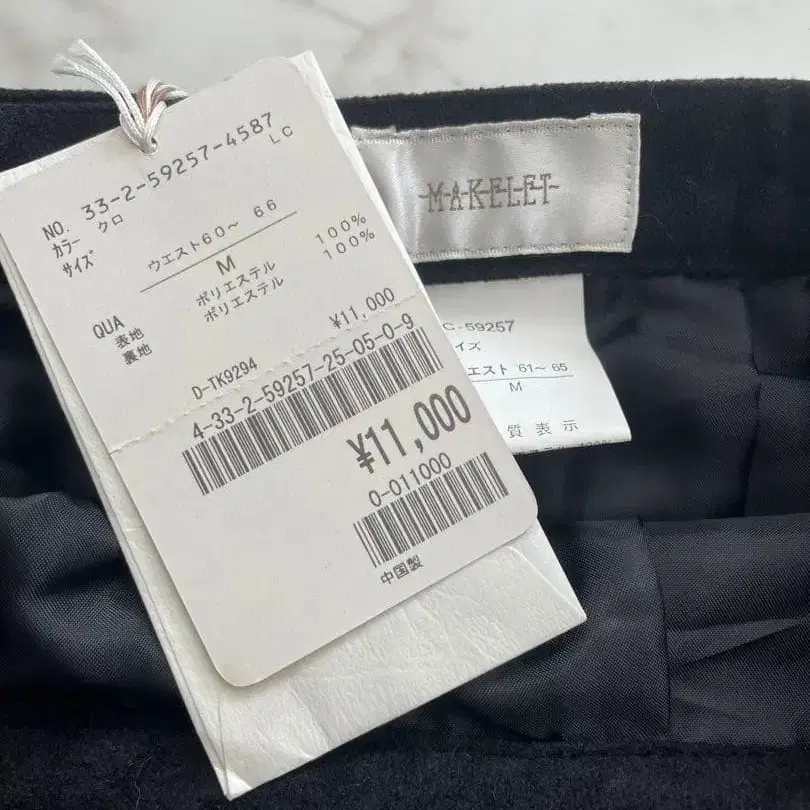 NO. 33-2-59257-4587
LC
カラー クロ
サイズ
ウエスト60～ 66
M
QUA
表地 ポリエステル 100%
裏地 ポリエステル 100%
¥11,000
D-TK9294
4-33-2-59257-25-05-0-9
¥11,000
0-011000
中国製
MAKELET
C-59257
イズ
エスト 61～ 65
M
質表示